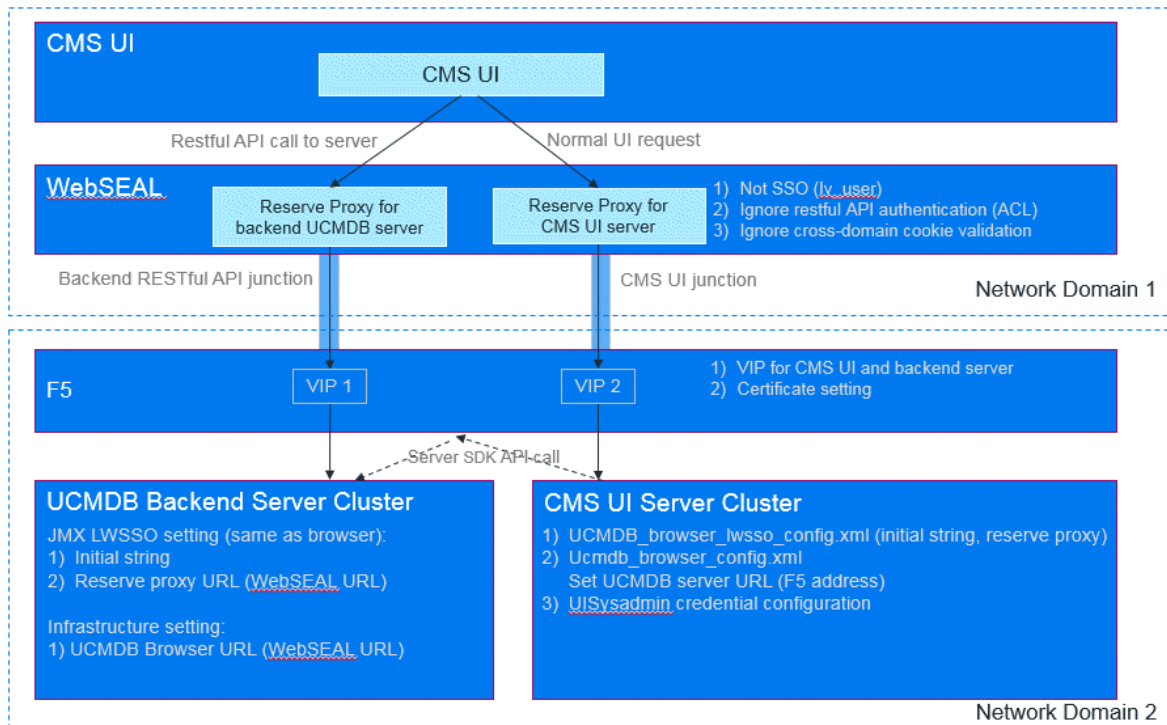 CMS UI
CMS UI
Restful API call to server
Normal UI request
WebSEAL
Reserve Proxy for
backend UCMDB server
Reserve Proxy for
CMS UI server
1) Not SSO (Iv_user)
2) Ignore restful API authentication (ACL)
3) Ignore cross-domain cookie validation
Backend RESTful API junction
CMS UI junction
Network Domain 1
F5
VIP 1
VIP 2
1) VIP for CMS UI and backend server
2) Certificate setting
Server SDK API call
UCMDB Backend Server Cluster
JMX LWSSO setting (same as browser):
1) Initial string
2) Reserve proxy URL (WebSEAL URL)
Infrastructure setting:
1) UCMDB Browser URL (WebSEAL URL)
CMS UI Server Cluster
1) UCMDB_browser_lwsso_config.xml (initial string, reserve proxy)
2) Ucmdb_browser_config.xml
Set UCMDB server URL (F5 address)
3) UISysadmin credential configuration
Network Domain 2